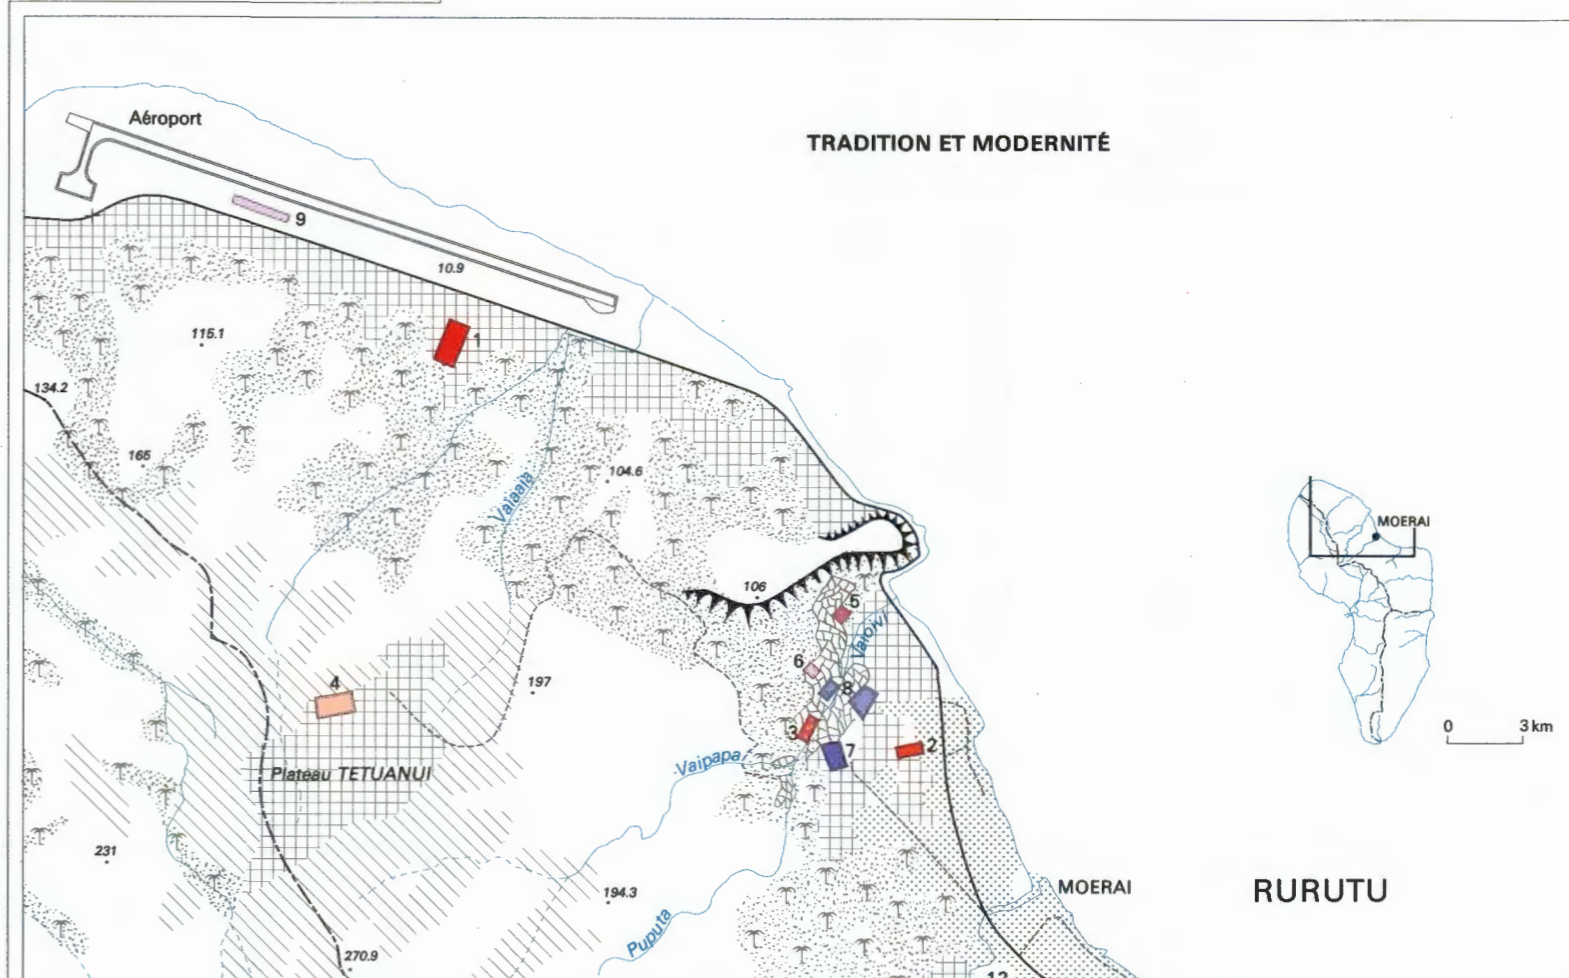 Aéroport
TRADITION ET MODERNITÉ
9
10.9
115.1
1
134.2
165
104.6
Vaiaaia
MOERAI
106
5
Vaioivi
6
4
197
8
0 3 km
3
2
7
Vaipapa
Plateau TETUANUI
231
MOERAI
RURUTU
194.3
Puputa
270.9